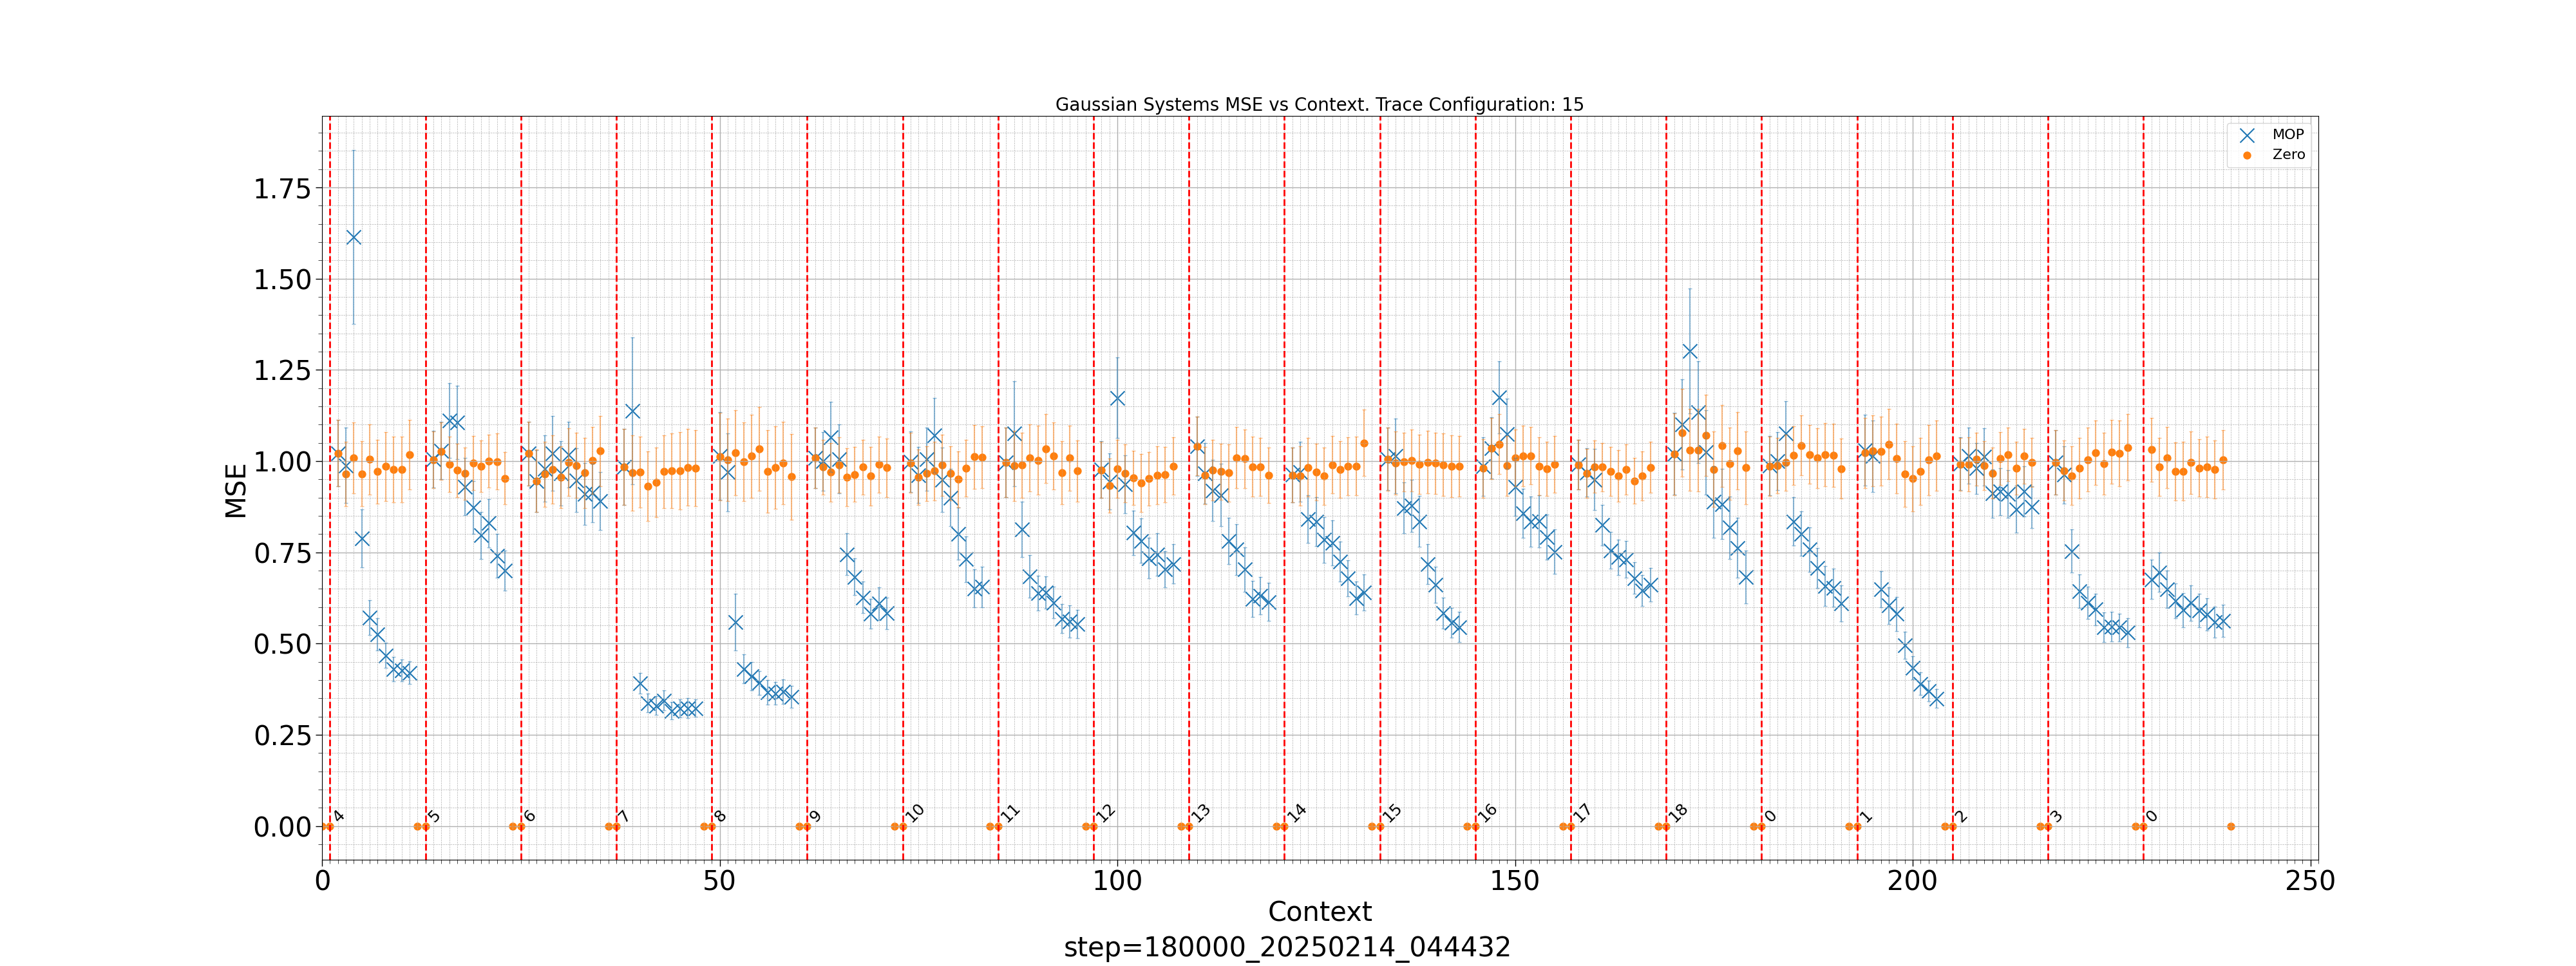 Gaussian Systems MSE vs Context. Trace Configuration: 15
MOP
Zero
MSE
1.75
1.50
1.25
1.00
0.75
0.50
0.25
0.00
4 5 6 7 8 9 10 11 12 13 14 15 16 17 18 0 1 2 3 0
0 50 100 150 200 250
Context
step=180000_20250214_044432